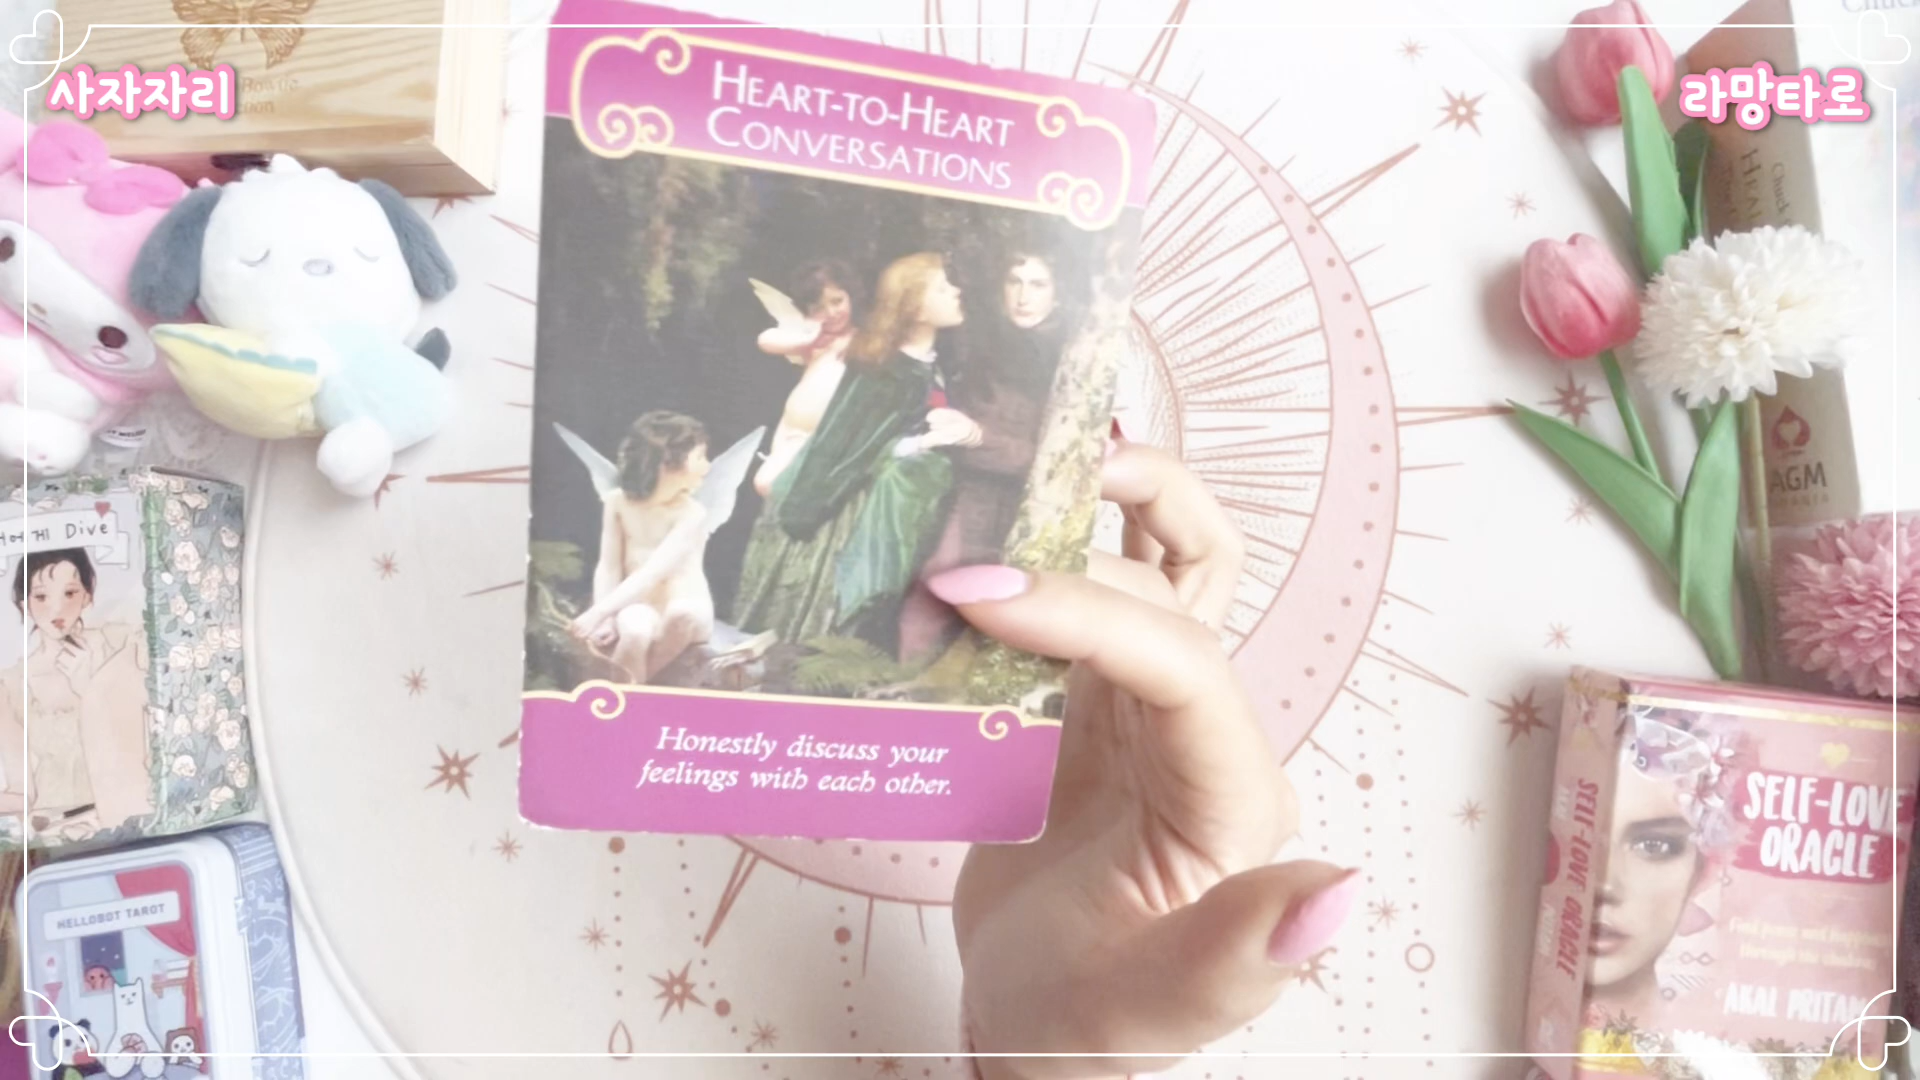 사자자리
라망타로
HEART-TO-HEART
CONVERSATIONS
Honestly discuss your
feelings with each other.
Dive
HELLOBOT TAROT
AGM
SELF-LOVE
ORACLE
SELF-LOVE ORACLE
AKAL PRITAM